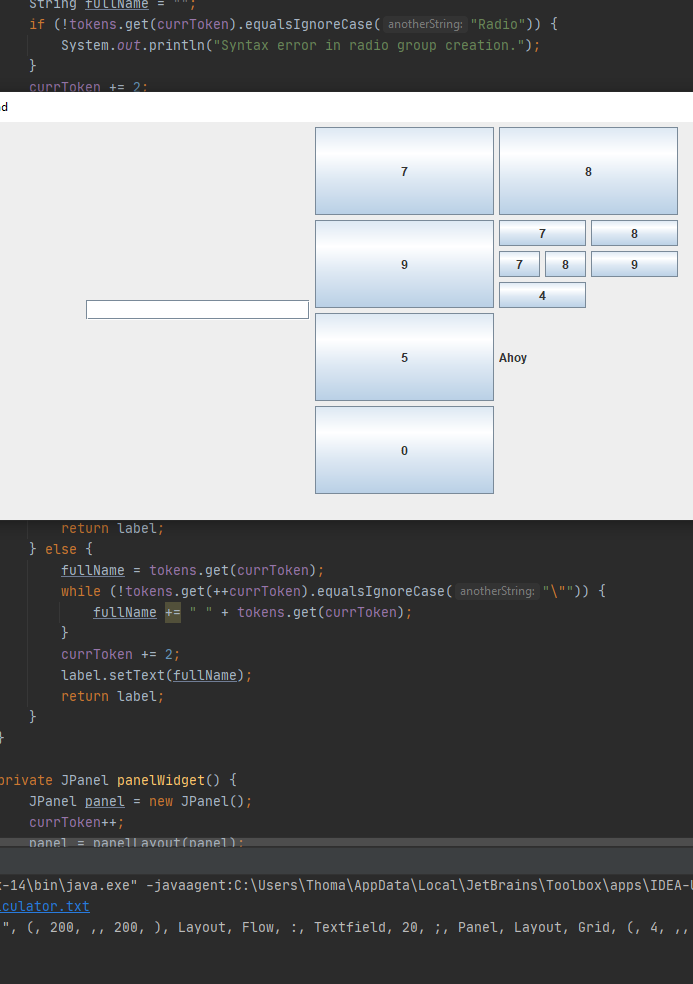 String fullName = "";
if (!tokens.get(currToken).equalsIgnoreCase( anotherString: "Radio")) {
System.out.println("Syntax error in radio group creation.");
}
currToken += 2;
d
7 8
9 7 8
7 8 9
4
5 Ahoy
0
return label;
} else {
fullName = tokens.get(currToken);
while (!tokens.get(++currToken).equalsIgnoreCase( anotherString: "\"")) {
fullName += " " + tokens.get(currToken);
}
currToken += 2;
label.setText(fullName);
return label;
}
}
private JPanel panelWidget() {
JPanel panel = new JPanel();
currToken++;
panel = panelLayout(panel);
-14\bin\java.exe" -javaagent:C:\Users\Thoma\AppData\Local\JetBrains\Toolbox\apps\IDEA-U
lculator.txt
", (, 200, ,, 200, ), Layout, Flow, :, Textfield, 20, ;, Panel, Layout, Grid, (, 4, ,,